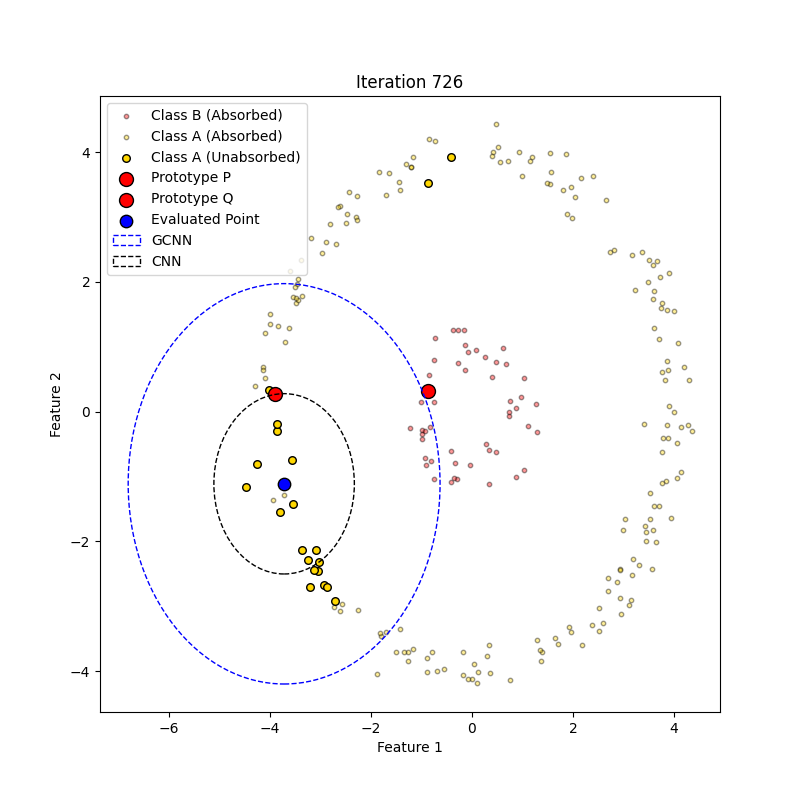 Iteration 726
Class B (Absorbed)
Class A (Absorbed)
Class A (Unabsorbed)
Prototype P
Prototype Q
Evaluated Point
GCNN
CNN
4
2
0
−2
−4
Feature 2
−6
−4
−2
0
2
4
Feature 1